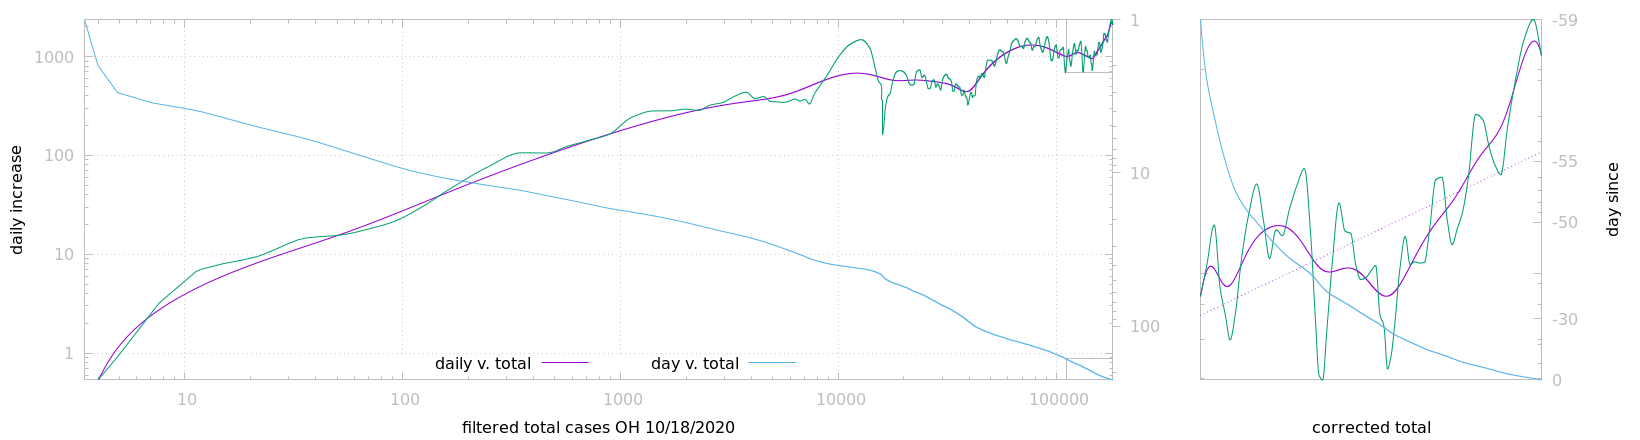 1000
100
10
1
daily increase
10
100
1000
10000
100000
filtered total cases OH 10/18/2020
daily v. total
day v. total
1
10
100
-59
-55
-50
-30
0
day since
corrected total